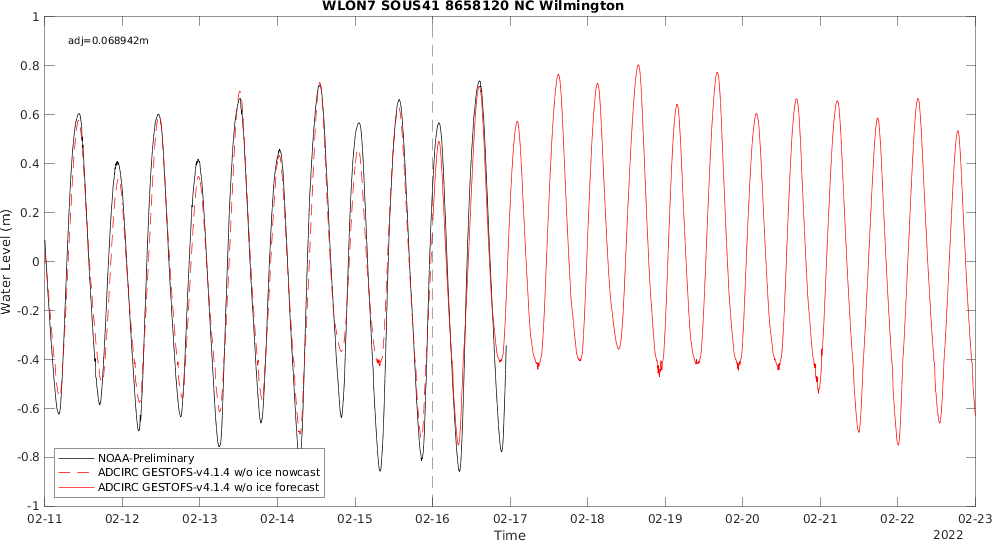 WLON7 SOUS41 8658120 NC Wilmington
adj=0.068942m
1
0.8
0.6
0.4
0.2
0
-0.2
-0.4
-0.6
-0.8
-1
Water Level (m)
NOAA-Preliminary
ADCIRC GESTOFS-v4.1.4 w/o ice nowcast
ADCIRC GESTOFS-v4.1.4 w/o ice forecast
02-11 02-12 02-13 02-14 02-15 02-16 02-17 02-18 02-19 02-20 02-21 02-22 02-23
Time
2022